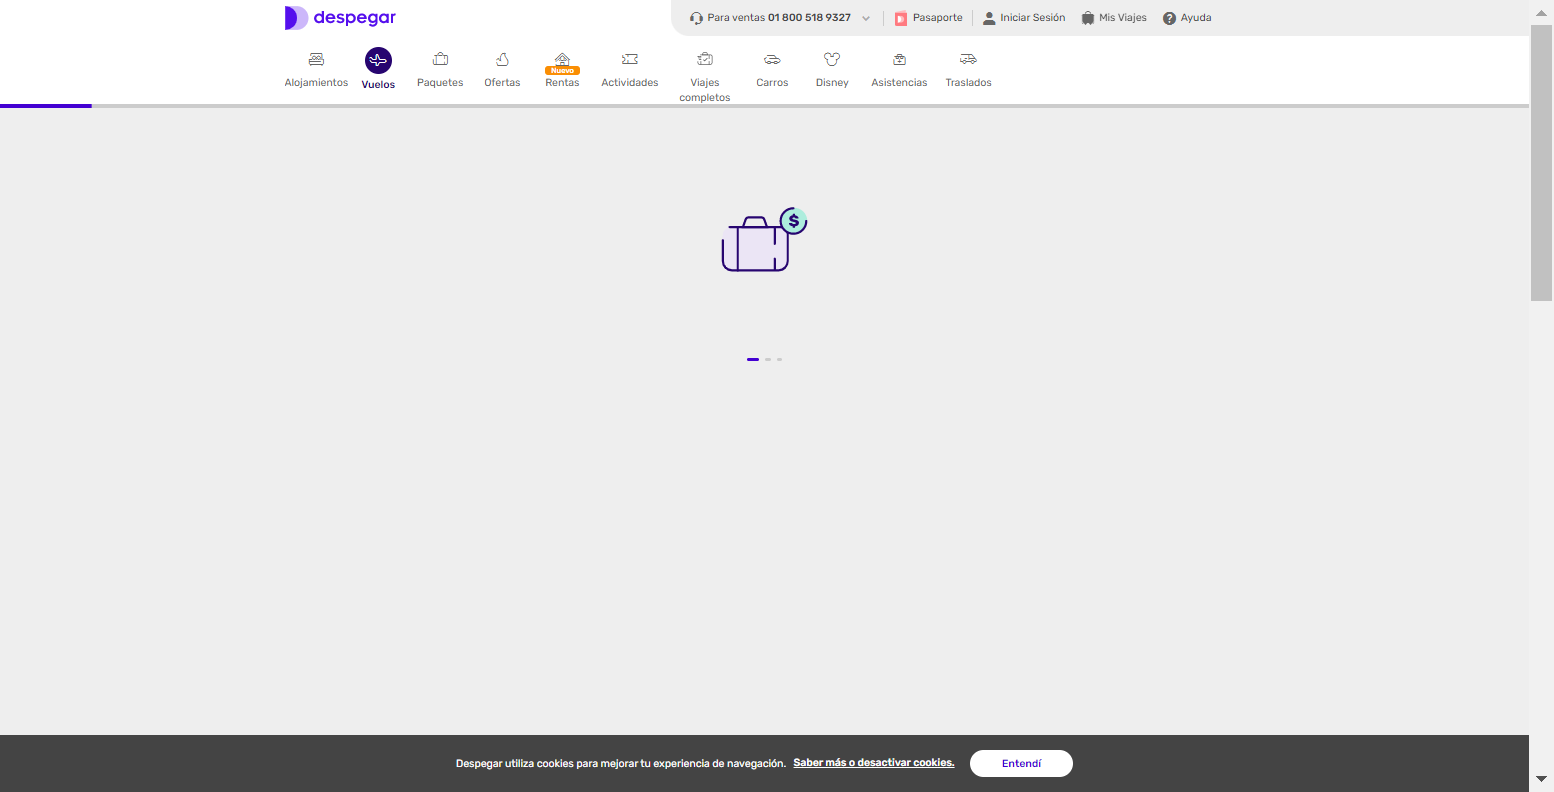 despegar
Para ventas 01 800 518 9327
Pasaporte
Iniciar Sesión
Mis Viajes
? Ayuda
Alojamientos
Vuelos
Paquetes
Ofertas
Nuevo
Rentas
Actividades
Viajes
completos
Carros
Disney
Asistencias
Traslados
$
Despegar utiliza cookies para mejorar tu experiencia de navegación. Saber más o desactivar cookies.
Entendí